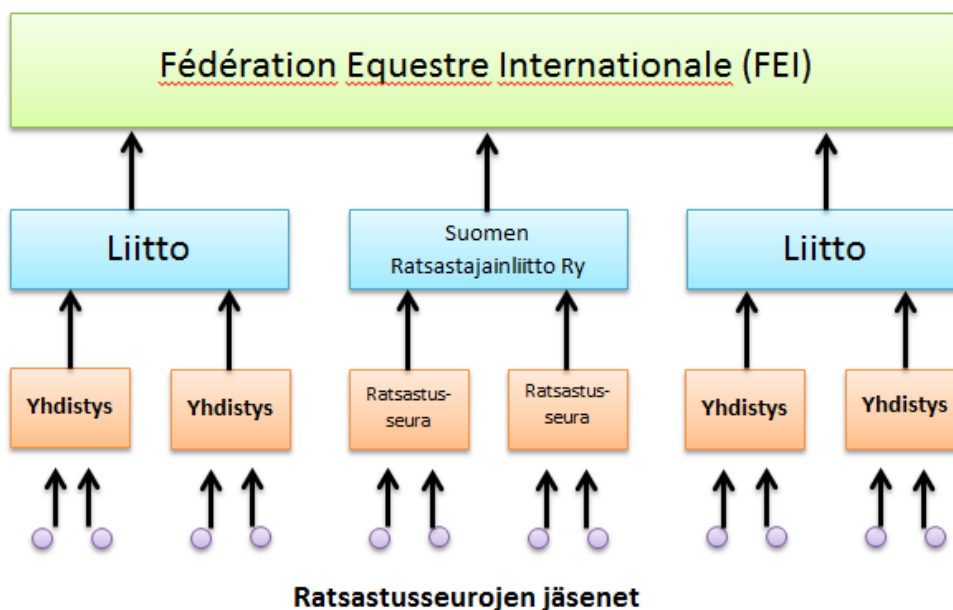 Fédération Equestre Internationale (FEI)
Liitto
Suomen
Ratsastajainliitto Ry
Liitto
Yhdistys
Yhdistys
Ratsastus-
seura
Ratsastus-
seura
Yhdistys
Yhdistys
Ratsastusseurojen jäsenet